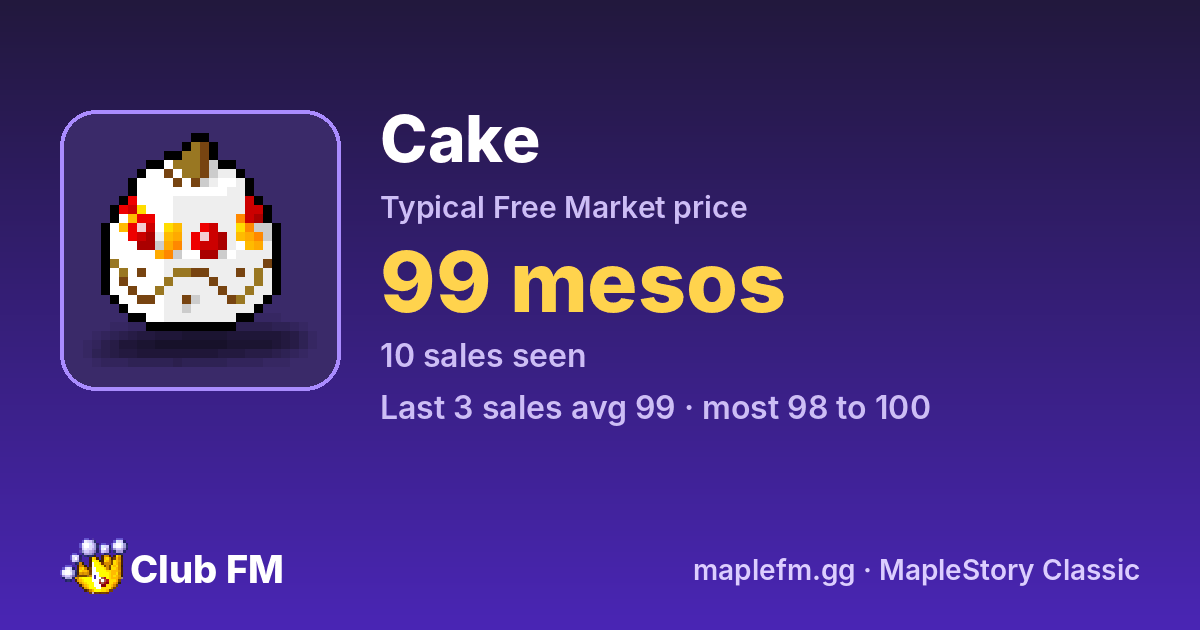 Cake
Typical Free Market price
99 mesos
10 sales seen
Last 3 sales avg 99 · most 98 to 100
Club FM
maplefm.gg · MapleStory Classic